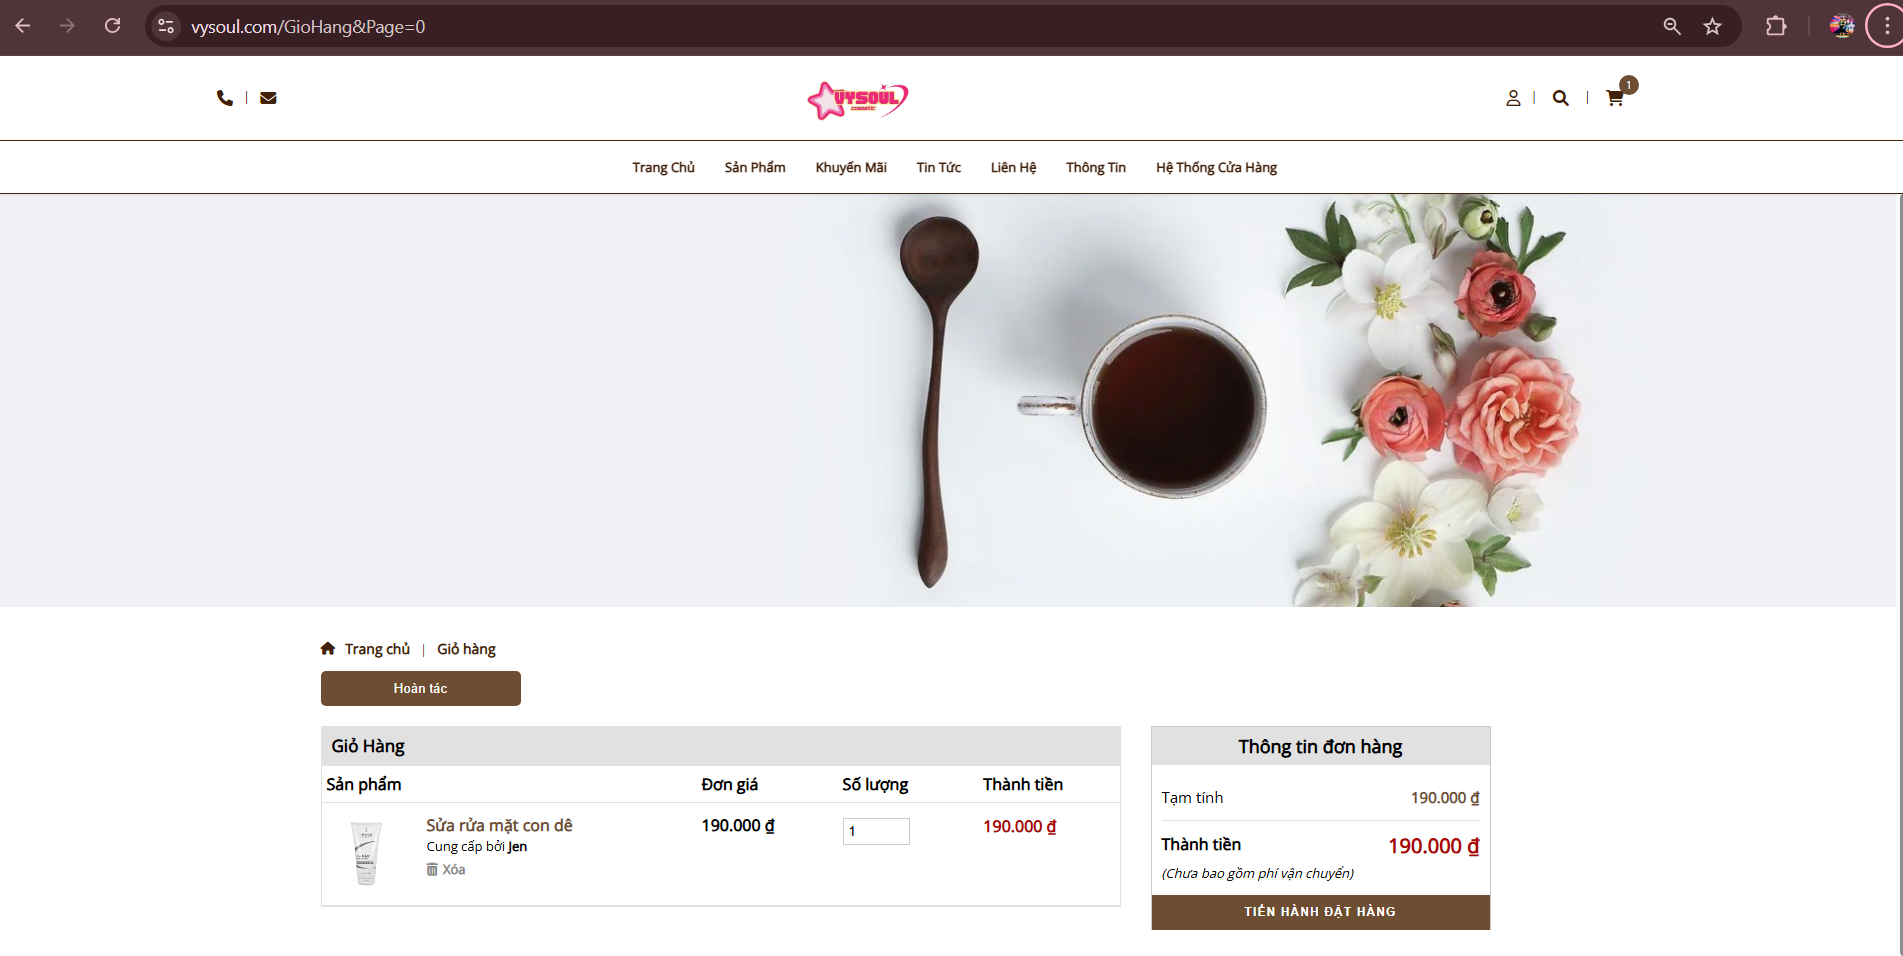 vysoul.com/GioHang&Page=0
VYSOUL
COSMETIC
1
Trang Chủ Sản Phẩm Khuyến Mãi Tin Tức Liên Hệ Thông Tin Hệ Thống Cửa Hàng
Trang chủ | Giỏ hàng
Hoàn tác
Giỏ Hàng
Sản phẩm Đơn giá Số lượng Thành tiền
Sửa rửa mặt con dê 190.000 ₫ 1 190.000 ₫
Cung cấp bởi Jen
Xóa
Thông tin đơn hàng
Tạm tính 190.000 ₫
Thành tiền 190.000 ₫
(Chưa bao gồm phí vận chuyển)
TIẾN HÀNH ĐẶT HÀNG